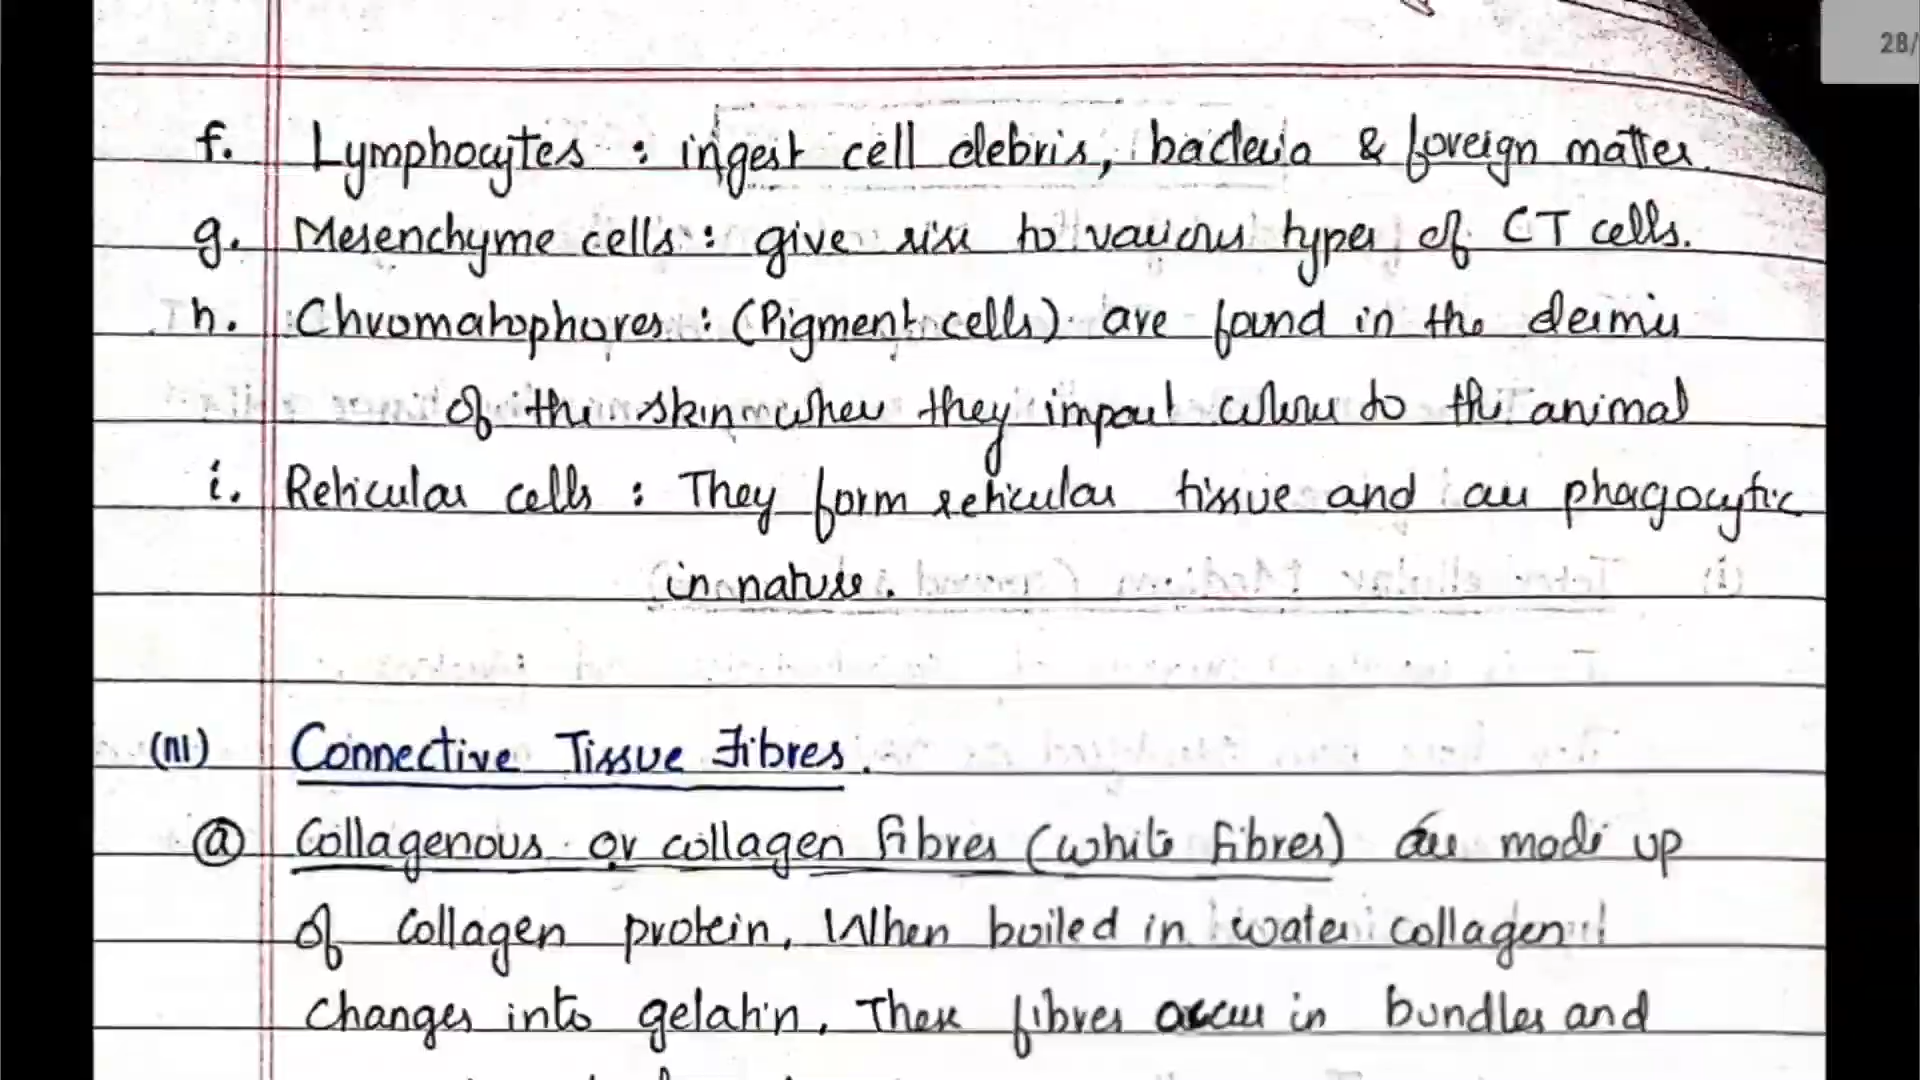 28/
f. Lymphocytes : ingest cell debris, bacteria & foreign matter.
g. Mesenchyme cells : give rise to various types of CT cells.
h. Chromatophores : (Pigment cells) are found in the dermis
of the skin where they impart colour to the animal
i. Reticular cells : They form reticular tissue and are phagocytic
in nature.
(III) Connective Tissue Fibres.
(a) Collagenous or collagen fibres (white fibres) are made up
of collagen protein. When boiled in water collagen
changes into gelatin. These fibres occur in bundles and